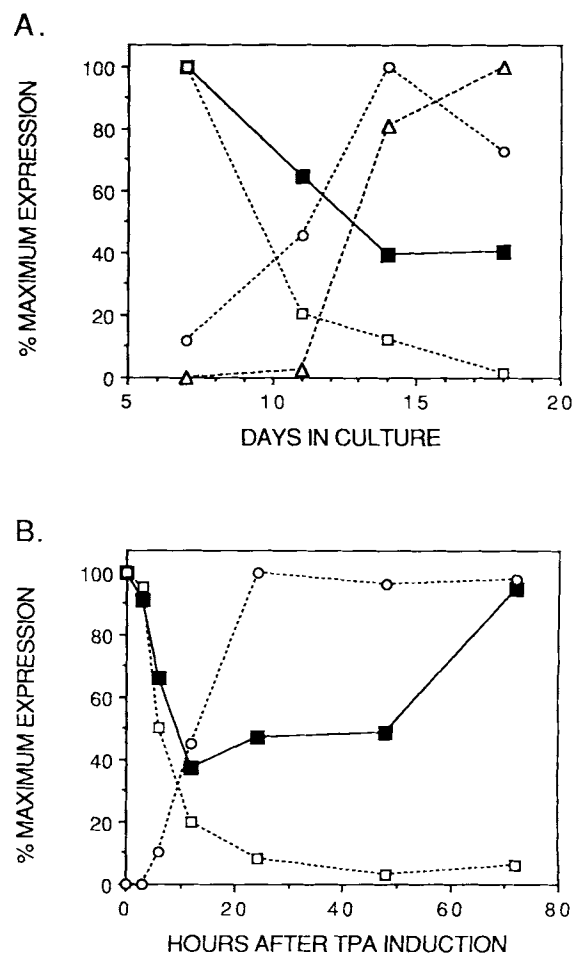 A.
% MAXIMUM EXPRESSION
100
80
60
40
20
0
5 10 15 20
DAYS IN CULTURE
B.
% MAXIMUM EXPRESSION
100
80
60
40
20
0
0 20 40 60 80
HOURS AFTER TPA INDUCTION